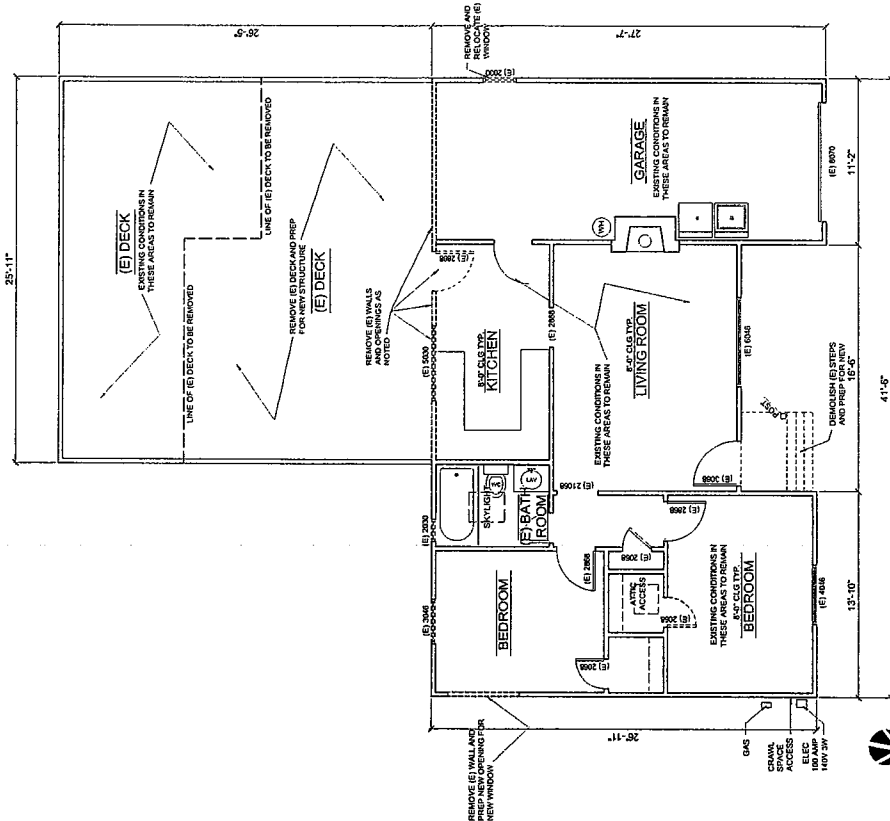 25'-11"
26'-5"
27'-7"
(E) DECK
EXISTING CONDITIONS IN
THESE AREAS TO REMAIN
LINE OF (E) DECK TO BE REMOVED
LINE OF (E) DECK TO BE REMOVED
REMOVE (E) DECK AND PREP
FOR NEW STRUCTURE
(E) DECK
REMOVE AND
RELOCATE (E)
WINDOW
(E) 2030
REMOVE (E) WALLS
AND OPENINGS AS
NOTED
(E) 5030
(E) 2868
8'-0" CLG TYP.
KITCHEN
(E) 2868
GARAGE
EXISTING CONDITIONS IN
THESE AREAS TO REMAIN
WH
(E) 8070
11'-2"
EXISTING CONDITIONS IN
THESE AREAS TO REMAIN
8'-0" CLG TYP.
LIVING ROOM
(E) 6046
16'-6"
41'-6"
POST
DEMOLISH (E) STEPS
AND PREP FOR NEW
(E) 3068
(E) 21068
(E) 2030
SKYLIGHT
WC
LAV
(E) BATH
ROOM
(E) 3046
BEDROOM
(E) 2868
(E) 2068
(E) 2868
ATTIC
ACCESS
(E) 2068
(E) 2068
EXISTING CONDITIONS IN
THESE AREAS TO REMAIN
8'-0" CLG TYP.
BEDROOM
(E) 4046
13'-10"
REMOVE (E) WALL AND
PREP NEW OPENING FOR
NEW WINDOW
26'-11"
GAS
CRAWL
SPACE
ACCESS
ELEC
100 AMP
140V 3W